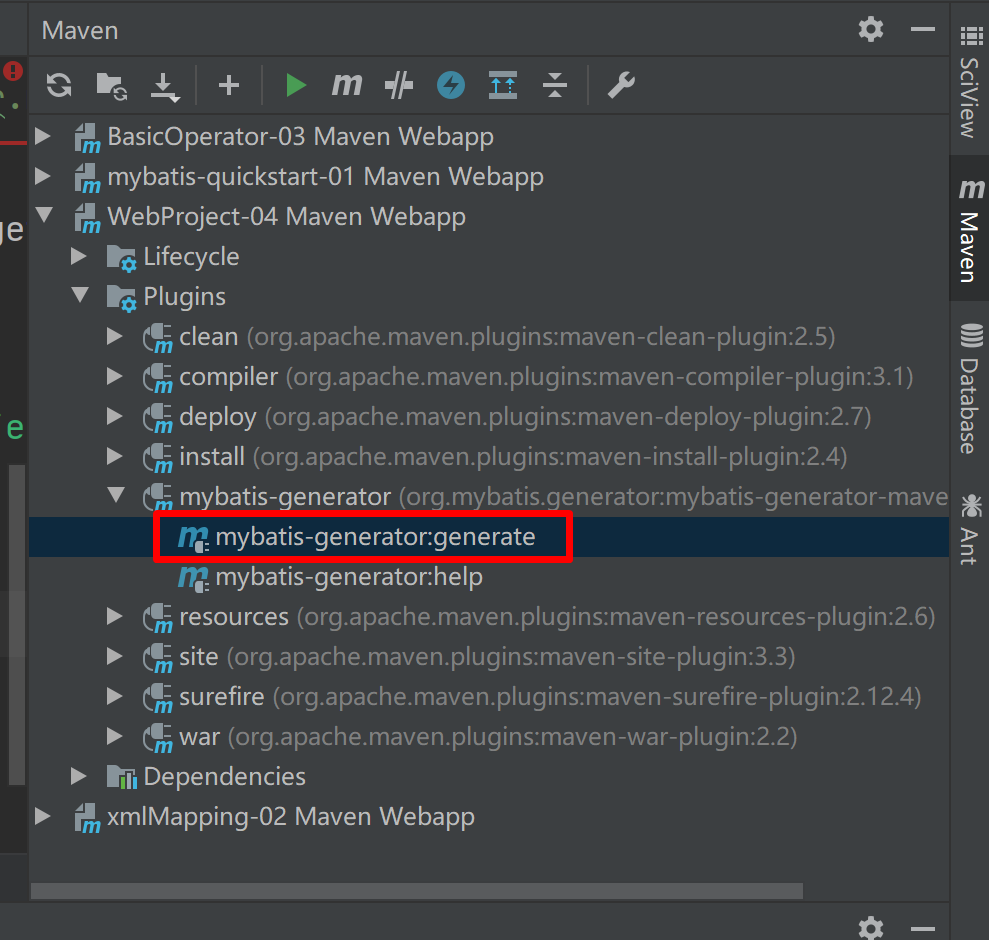 Maven
BasicOperator-03 Maven Webapp
mybatis-quickstart-01 Maven Webapp
WebProject-04 Maven Webapp
Lifecycle
Plugins
clean (org.apache.maven.plugins:maven-clean-plugin:2.5)
compiler (org.apache.maven.plugins:maven-compiler-plugin:3.1)
deploy (org.apache.maven.plugins:maven-deploy-plugin:2.7)
install (org.apache.maven.plugins:maven-install-plugin:2.4)
mybatis-generator (org.mybatis.generator:mybatis-generator-mave
mybatis-generator:generate
mybatis-generator:help
resources (org.apache.maven.plugins:maven-resources-plugin:2.6)
site (org.apache.maven.plugins:maven-site-plugin:3.3)
surefire (org.apache.maven.plugins:maven-surefire-plugin:2.12.4)
war (org.apache.maven.plugins:maven-war-plugin:2.2)
Dependencies
xmlMapping-02 Maven Webapp
SciView
Maven
Database
Ant